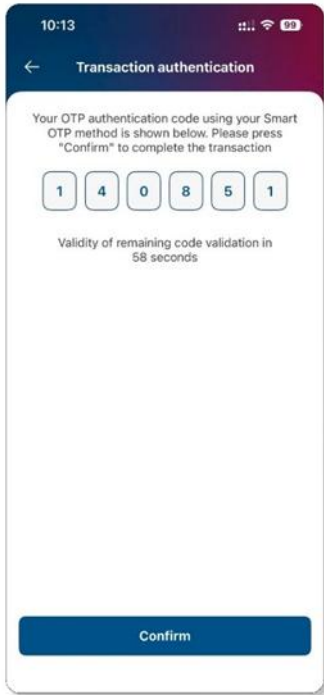 10:13
99
Transaction authentication
Your OTP authentication code using your Smart
OTP method is shown below. Please press
"Confirm" to complete the transaction
1 4 0 8 5 1
Validity of remaining code validation in
58 seconds
Confirm